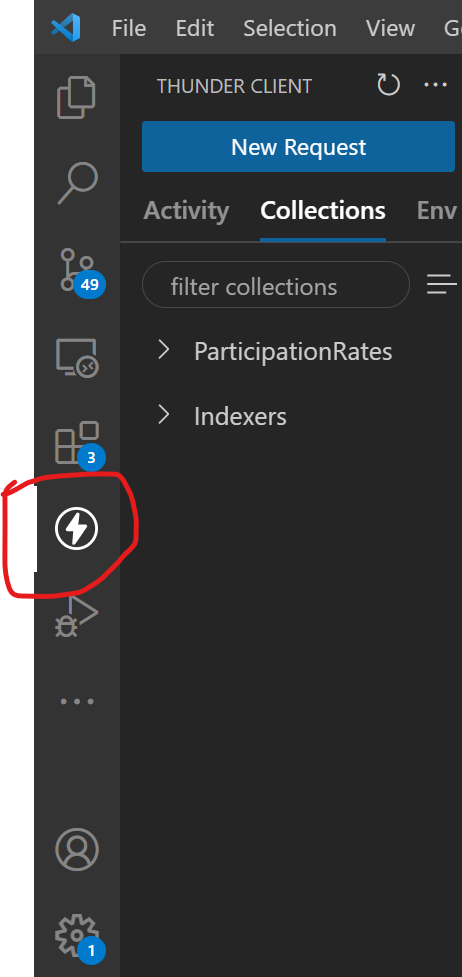 File Edit Selection View G
THUNDER CLIENT
New Request
Activity Collections Env
filter collections
49
ParticipationRates
Indexers
3
1